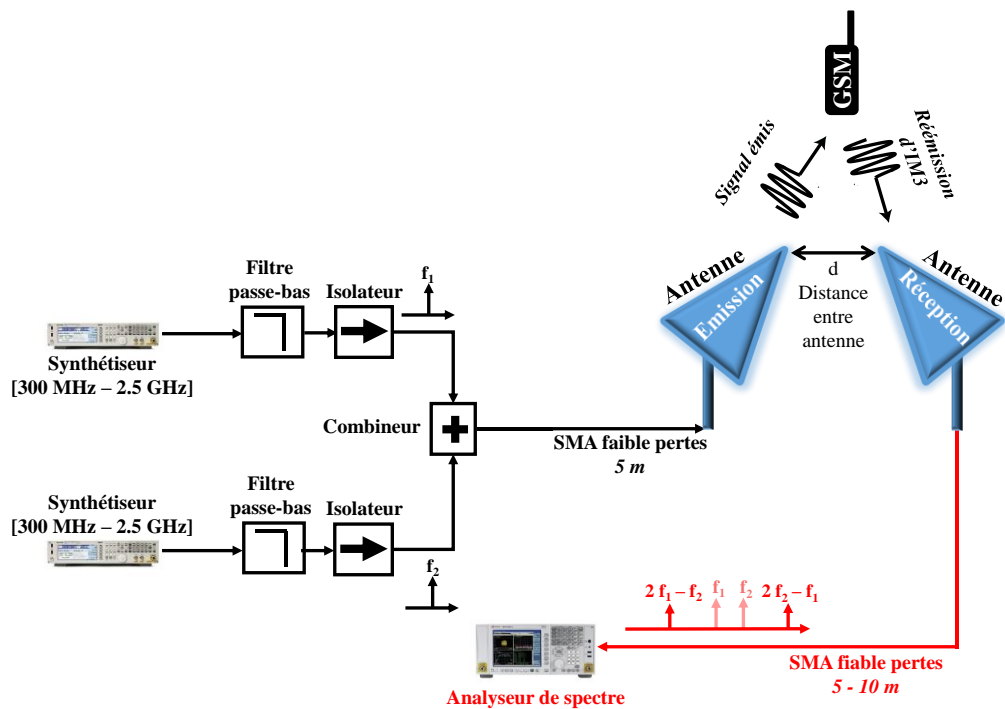 GSM
Signal émis
Réémission
d'IM3
Antenne
Emission
d
Distance
entre
antenne
Antenne
Réception
Filtre
passe-bas
Isolateur
f1
Synthétiseur
[300 MHz – 2.5 GHz]
Combineur
SMA faible pertes
5 m
Synthétiseur
[300 MHz – 2.5 GHz]
Filtre
passe-bas
Isolateur
f2
2 f1 – f2
f1
f2
2 f2 – f1
SMA fiable pertes
5 - 10 m
Analyseur de spectre